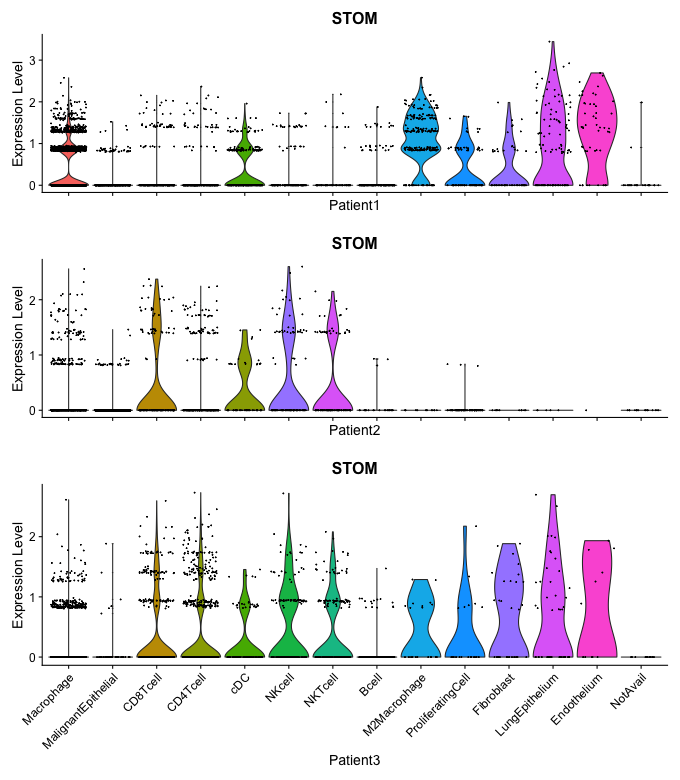 STOM
Expression Level
3
2
1
0
Patient1
STOM
Expression Level
2
1
0
Patient2
STOM
Expression Level
2
1
0
Macrophage
MalignantEpithelial
CD8Tcell
CD4Tcell
cDC
NKcell
NKTcell
Bcell
M2Macrophage
ProliferatingCell
Fibroblast
LungEpithelium
Endothelium
NotAvail
Patient3